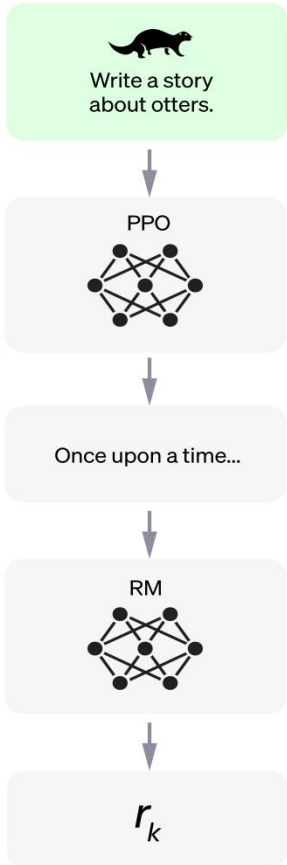 Write a story
about otters.
PPO
Once upon a time...
RM
r_k